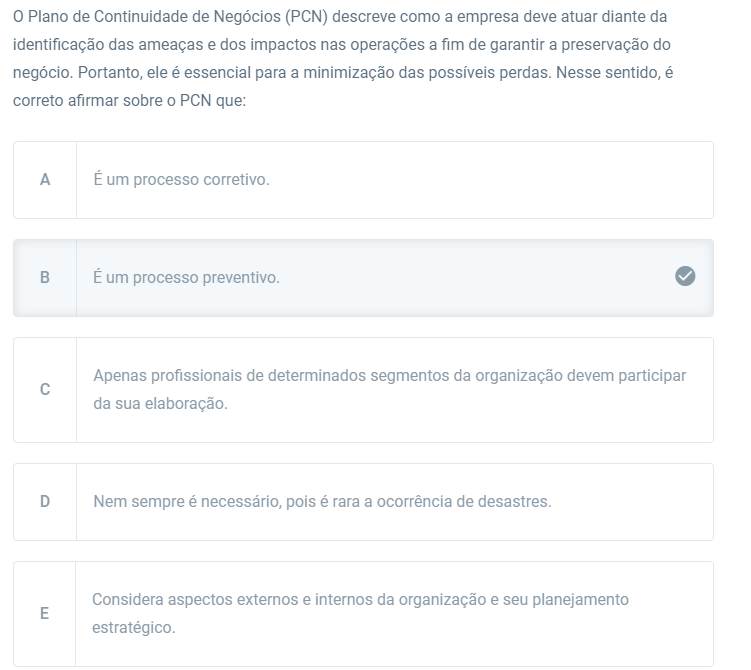 O Plano de Continuidade de Negócios (PCN) descreve como a empresa deve atuar diante da
identificação das ameaças e dos impactos nas operações a fim de garantir a preservação do
negócio. Portanto, ele é essencial para a minimização das possíveis perdas. Nesse sentido, é
correto afirmar sobre o PCN que:
A É um processo corretivo.
B É um processo preventivo.
C Apenas profissionais de determinados segmentos da organização devem participar
da sua elaboração.
D Nem sempre é necessário, pois é rara a ocorrência de desastres.
E Considera aspectos externos e internos da organização e seu planejamento
estratégico.